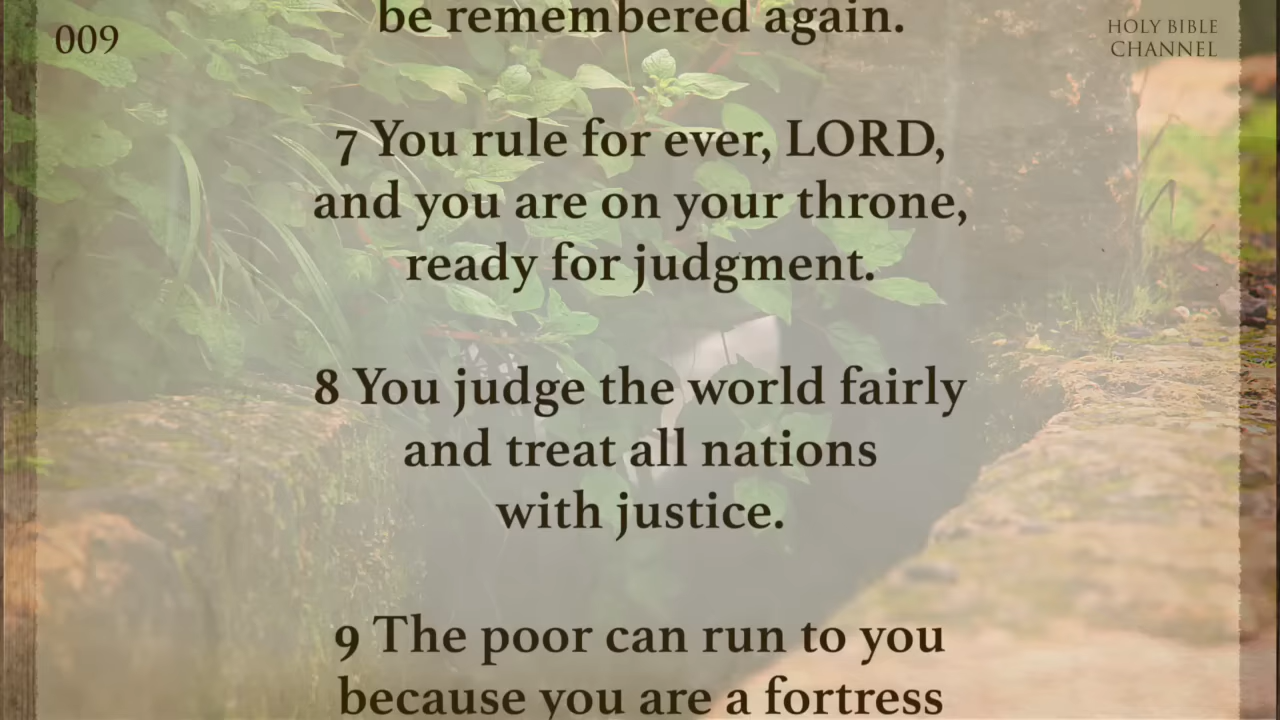 be remembered again.
009
HOLY BIBLE
CHANNEL
7 You rule for ever, LORD,
and you are on your throne,
ready for judgment.
8 You judge the world fairly
and treat all nations
with justice.
9 The poor can run to you
because you are a fortress